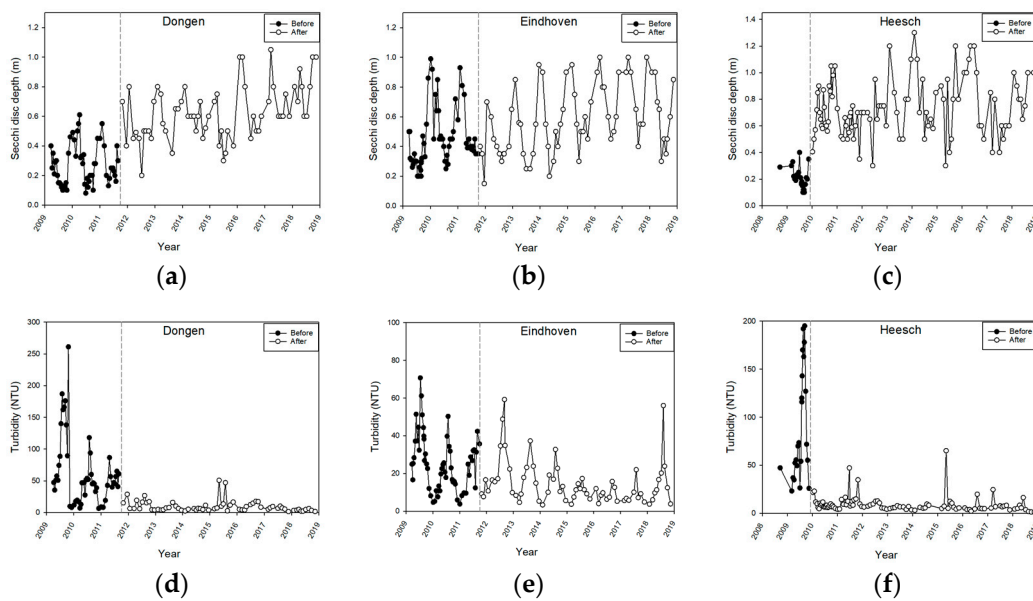 Dongen
Before
After
Secchi disc depth (m)
1.2
1.0
0.8
0.6
0.4
0.2
0.0
2009 2010 2011 2012 2013 2014 2015 2016 2017 2018 2019
Year
(a)
Eindhoven
Before
After
Secchi disc depth (m)
1.2
1.0
0.8
0.6
0.4
0.2
0.0
2009 2010 2011 2012 2013 2014 2015 2016 2017 2018 2019
Year
(b)
Heesch
Before
After
Secchi disc depth (m)
1.4
1.2
1.0
0.8
0.6
0.4
0.2
0.0
2008 2009 2010 2011 2012 2013 2014 2015 2016 2017 2018
Year
(c)
Dongen
Before
After
Turbidity (NTU)
300
250
200
150
100
50
0
2009 2010 2011 2012 2013 2014 2015 2016 2017 2018 2019
Year
(d)
Eindhoven
Before
After
Turbidity (NTU)
100
80
60
40
20
0
2009 2010 2011 2012 2013 2014 2015 2016 2017 2018 2019
Year
(e)
Heesch
Before
After
Turbidity (NTU)
200
150
100
50
0
2008 2009 2010 2011 2012 2013 2014 2015 2016 2017 2018
Year
(f)